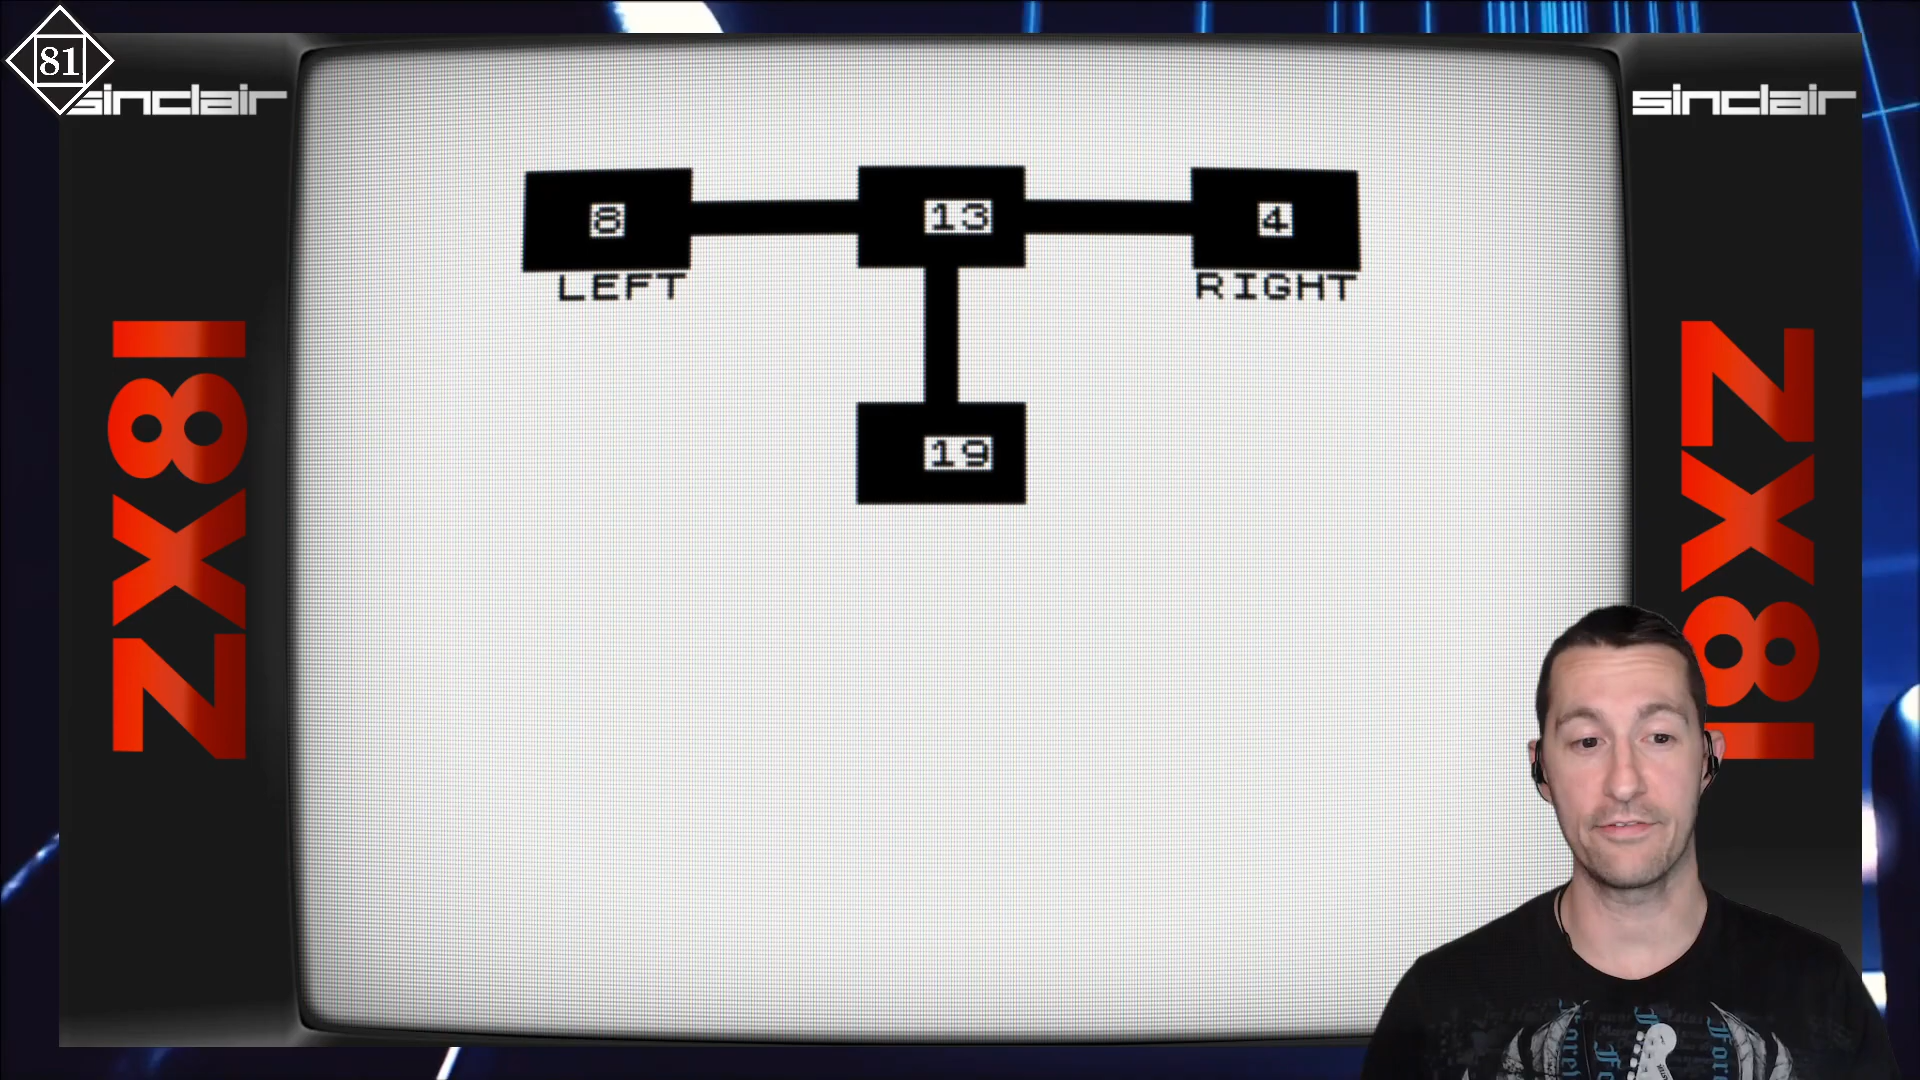 81
sinclair
sinclair
8
13
4
LEFT
RIGHT
19
ZX81
ZX81